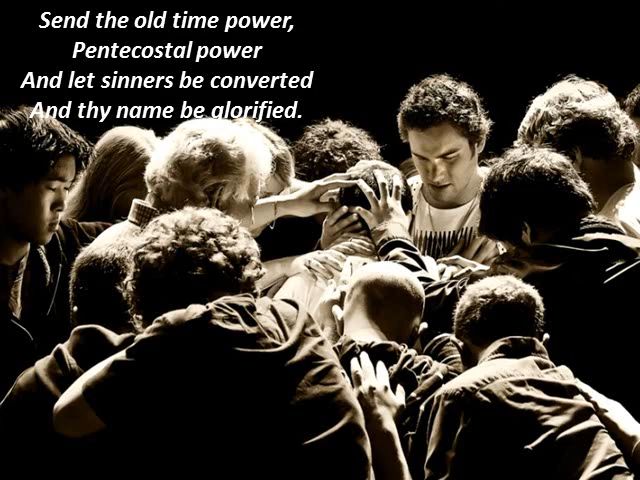 Send the old time power,
Pentecostal power
And let sinners be converted
And thy name be glorified.